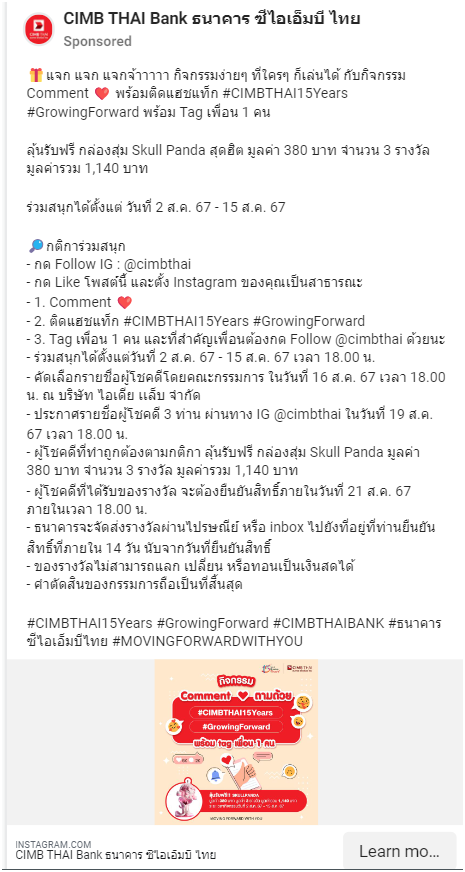 CIMB THAI Bank ธนาคาร ซีไอเอ็มบี ไทย
Sponsored
🎁แจก แจก แจกจ้าาาาา กิจกรรมง่ายๆ ที่ใครๆ ก็เล่นได้ กับกิจกรรม
Comment ❤️ พร้อมติดแฮชแท็ก #CIMBTHAI15Years
#GrowingForward พร้อม Tag เพื่อน 1 คน
ลุ้นรับฟรี กล่องสุ่ม Skull Panda สุดฮิต มูลค่า 380 บาท จำนวน 3 รางวัล
มูลค่ารวม 1,140 บาท
ร่วมสนุกได้ตั้งแต่ วันที่ 2 ส.ค. 67 - 15 ส.ค. 67
🔎กติการ่วมสนุก
- กด Follow IG : @cimbthai
- กด Like โพสต์นี้ และตั้ง Instagram ของคุณเป็นสาธารณะ
- 1. Comment ❤️
- 2. ติดแฮชแท็ก #CIMBTHAI15Years #GrowingForward
- 3. Tag เพื่อน 1 คน และที่สำคัญเพื่อนต้องกด Follow @cimbthai ด้วยนะ
- ร่วมสนุกได้ตั้งแต่วันที่ 2 ส.ค. 67 - 15 ส.ค. 67 เวลา 18.00 น.
- คัดเลือกรายชื่อผู้โชคดีโดยคณะกรรมการ ในวันที่ 16 ส.ค. 67 เวลา 18.00
น. ณ บริษัท ไอเดีย แล็บ จำกัด
- ประกาศรายชื่อผู้โชคดี 3 ท่าน ผ่านทาง IG @cimbthai ในวันที่ 19 ส.ค.
67 เวลา 18.00 น.
- ผู้โชคดีที่ทำถูกต้องตามกติกา ลุ้นรับฟรี กล่องสุ่ม Skull Panda มูลค่า
380 บาท จำนวน 3 รางวัล มูลค่ารวม 1,140 บาท
- ผู้โชคดีที่ได้รับของรางวัล จะต้องยืนยันสิทธิ์ภายในวันที่ 21 ส.ค. 67
ภายในเวลา 18.00 น.
- ธนาคารจะจัดส่งรางวัลผ่านไปรษณีย์ หรือ inbox ไปยังที่อยู่ที่ท่านยืนยัน
สิทธิ์ที่ภายใน 14 วัน นับจากวันที่ยืนยันสิทธิ์
- ของรางวัลไม่สามารถแลก เปลี่ยน หรือทอนเป็นเงินสดได้
- คำตัดสินของกรรมการถือเป็นที่สิ้นสุด
#CIMBTHAI15Years #GrowingForward #CIMBTHAIBANK #ธนาคาร
ซีไอเอ็มบีไทย #MOVINGFORWARDWITHYOU
CIMB THAI
กิจกรรม
Comment ❤️ ตามด้วย
#CIMBTHAI15Years
#GrowingForward
พร้อม tag เพื่อน 1 คน
ลุ้นรับฟรี! SKULLPANDA
MOVING FORWARD WITH YOU
INSTAGRAM.COM
CIMB THAI Bank ธนาคาร ซีไอเอ็มบี ไทย
Learn mo...